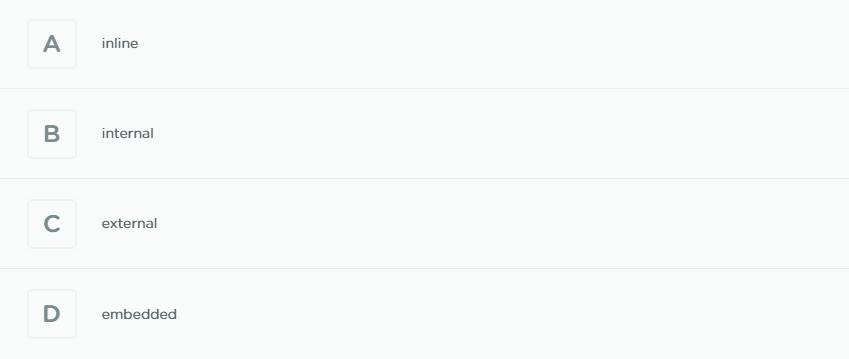 A inline
B internal
C external
D embedded